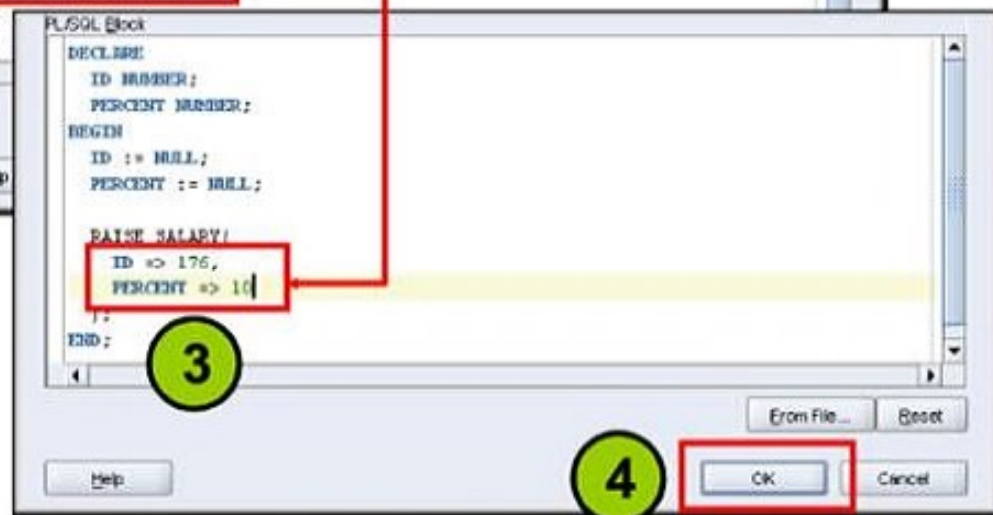 PL/SQL Block
DECLARE
ID NUMBER;
PERCENT NUMBER;
BEGIN
ID := NULL;
PERCENT := NULL;
RAISE_SALARY(
ID => 176,
PERCENT => 10
);
END;
3
From File... Reset
Help 4 OK Cancel